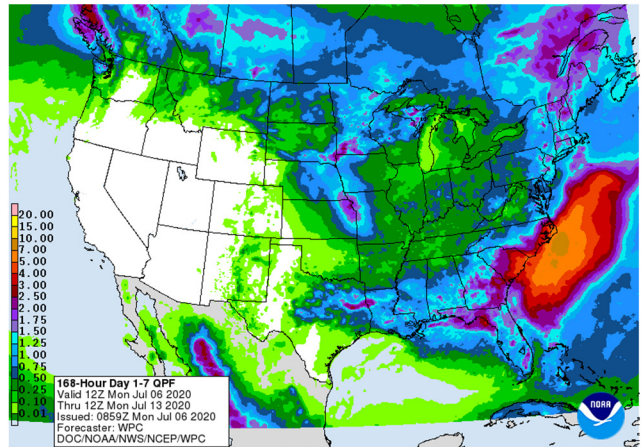 20.00
15.00
10.00
7.00
5.00
4.00
3.00
2.50
2.00
1.75
1.50
1.25
1.00
0.75
0.50
0.25
0.10
0.01
168-Hour Day 1-7 QPF
Valid 12Z Mon Jul 06 2020
Thru 12Z Mon Jul 13 2020
Issued: 0859Z Mon Jul 06 2020
Forecaster: WPC
DOC/NOAA/NWS/NCEP/WPC
NOAA